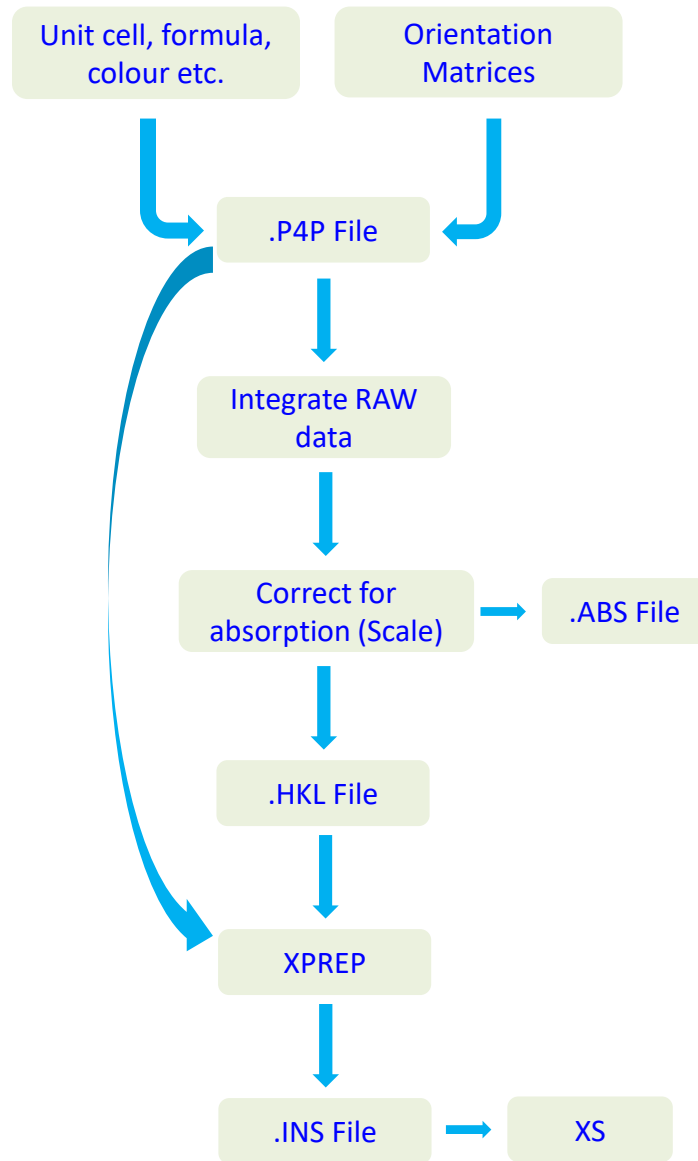 Unit cell, formula,
colour etc.
Orientation
Matrices
.P4P File
Integrate RAW
data
Correct for
absorption (Scale)
.ABS File
.HKL File
XPREP
.INS File
XS